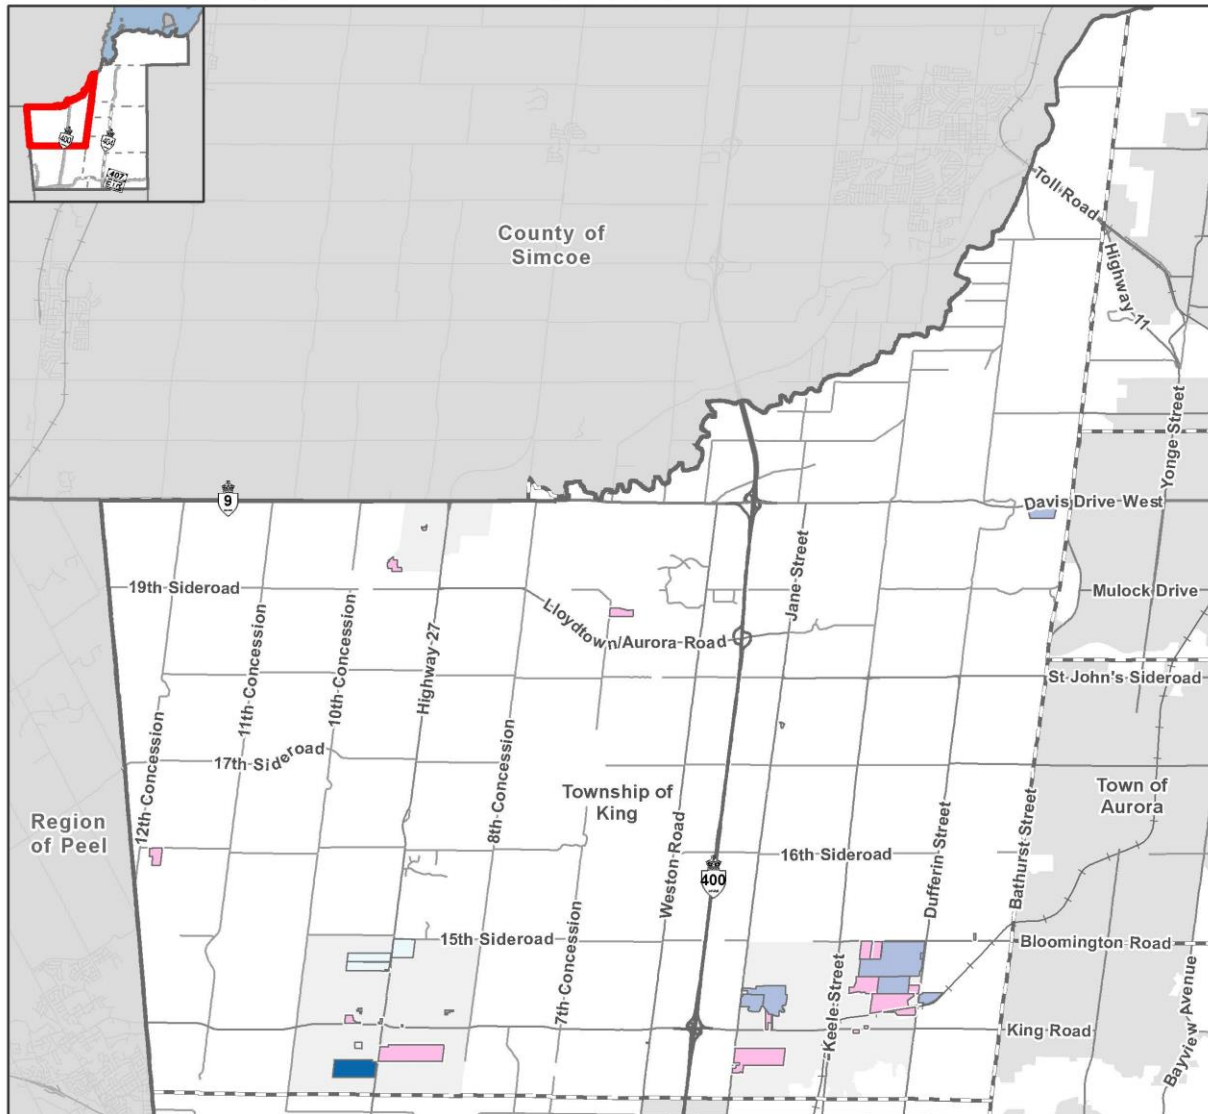 400
404
407
ETR
County of
Simcoe
Toll Road
Highway 11
Yonge Street
9
Davis Drive West
19th Sideroad
Lloydtown/Aurora Road
Jane Street
Mulock Drive
St John's Sideroad
12th Concession
11th Concession
10th Concession
Highway 27
8th Concession
17th Sideroad
Township of
King
Town of
Aurora
Region
of Peel
Weston Road
400
16th Sideroad
Dufferin Street
Bathurst Street
15th Sideroad
7th Concession
Keele Street
Bloomington Road
King Road
Bayview Avenue